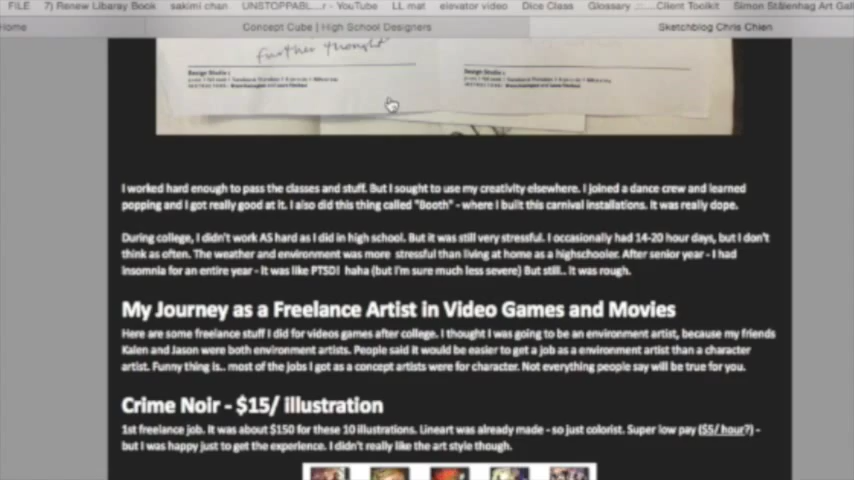 FILE 7) Renew Libaray Book sakimi chan. UNSTOPPABL...r - YouTube LL mat elevator video Dice Class Glossary ::....Client Toolkit Simon Stålenhag Art Gall
Home Concept Cube | High School Designers Sketchblog Chris Chien
further thought
Design Studio Design Studio
I worked hard enough to pass the classes and stuff. But I sought to use my creativity elsewhere. I joined a dance crew and learned
popping and I got really good at it. I also did this thing called "Booth" - where I built this carnival installations. It was really dope.
During college, I didn't work AS hard as I did in high school. But it was still very stressful. I occasionally had 14-20 hour days, but I don't
think as often. The weather and environment was more stressful than living at home as a highschooler. After senior year - I had
insomnia for an entire year - it was like PTSD! haha (but I'm sure much less severe) But still.. it was rough.
My Journey as a Freelance Artist in Video Games and Movies
Here are some freelance stuff I did for videos games after college. I thought I was going to be an environment artist, because my friends
Kalen and Jason were both environment artists. People said it would be easier to get a job as a environment artist than a character
artist. Funny thing is.. most of the jobs I got as a concept artists were for character. Not everything people say will be true for you.
Crime Noir - $15/ illustration
1st freelance job. It was about $150 for these 10 illustrations. Lineart was already made - so just colorist. Super low pay ($5/ hour?) -
but I was happy just to get the experience. I didn't really like the art style though.